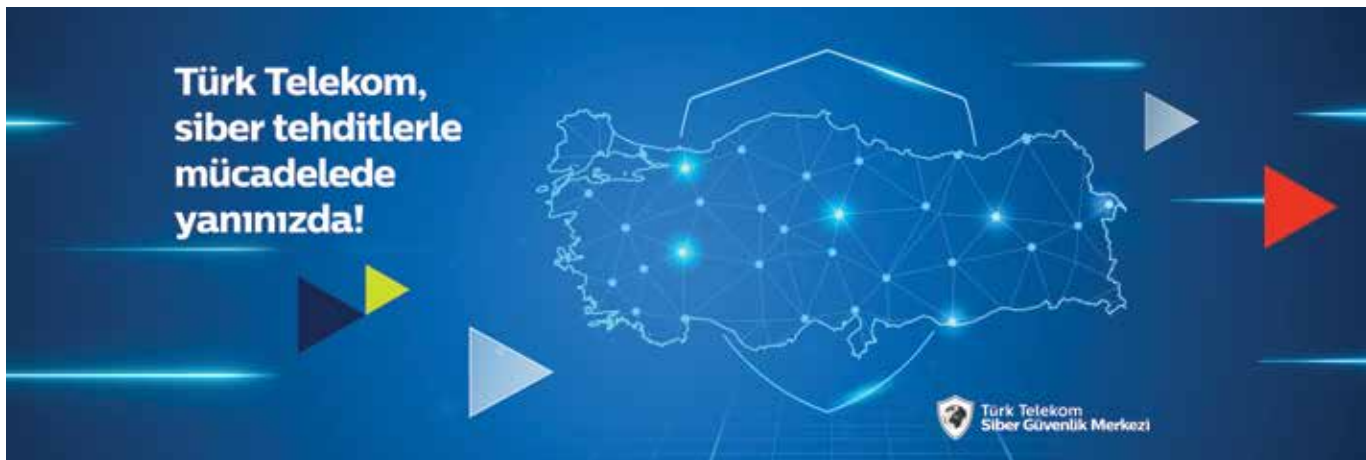 Türk Telekom,
siber tehditlerle
mücadelede
yanınızda!
Türk Telekom
Siber Güvenlik Merkezi